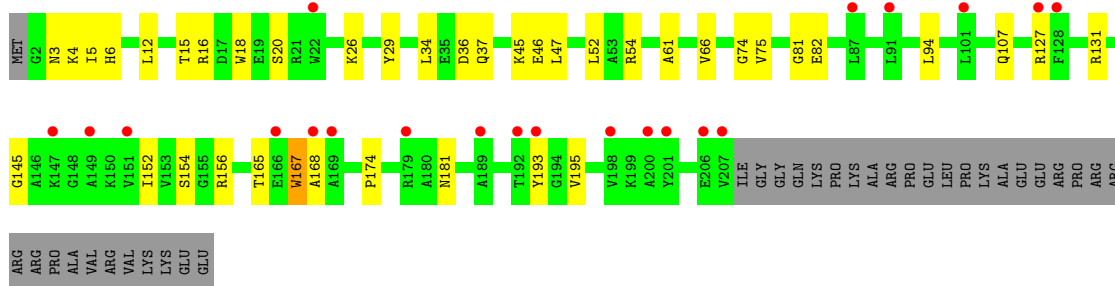 MET G2 N3 K4 I5 H6 L12 T15 R16 D17 W18 E19 S20 R21 W22 K26 Y29 L34 E35 D36 Q37 K45 E46 L47 L52 A53 R54 A61 V66 G74 V75 G81 E82 L87 L91 L94 L101 Q107 R127 F128 R131
G145 A146 K147 G148 A149 K150 V151 I152 V153 S154 G155 R156 T165 E166 W167 A168 A169 P174 R179 A180 N181 A189 T192 Y193 G194 V195 V198 K199 A200 Y201 E206 V207 ILE GLY GLY GLN LYS PRO LYS ALA ARG PRO GLU LEU PRO LYS ALA GLU GLU ARG PRO ARG ARG
ARG ARG PRO ALA VAL ARG VAL LYS LYS GLU GLU